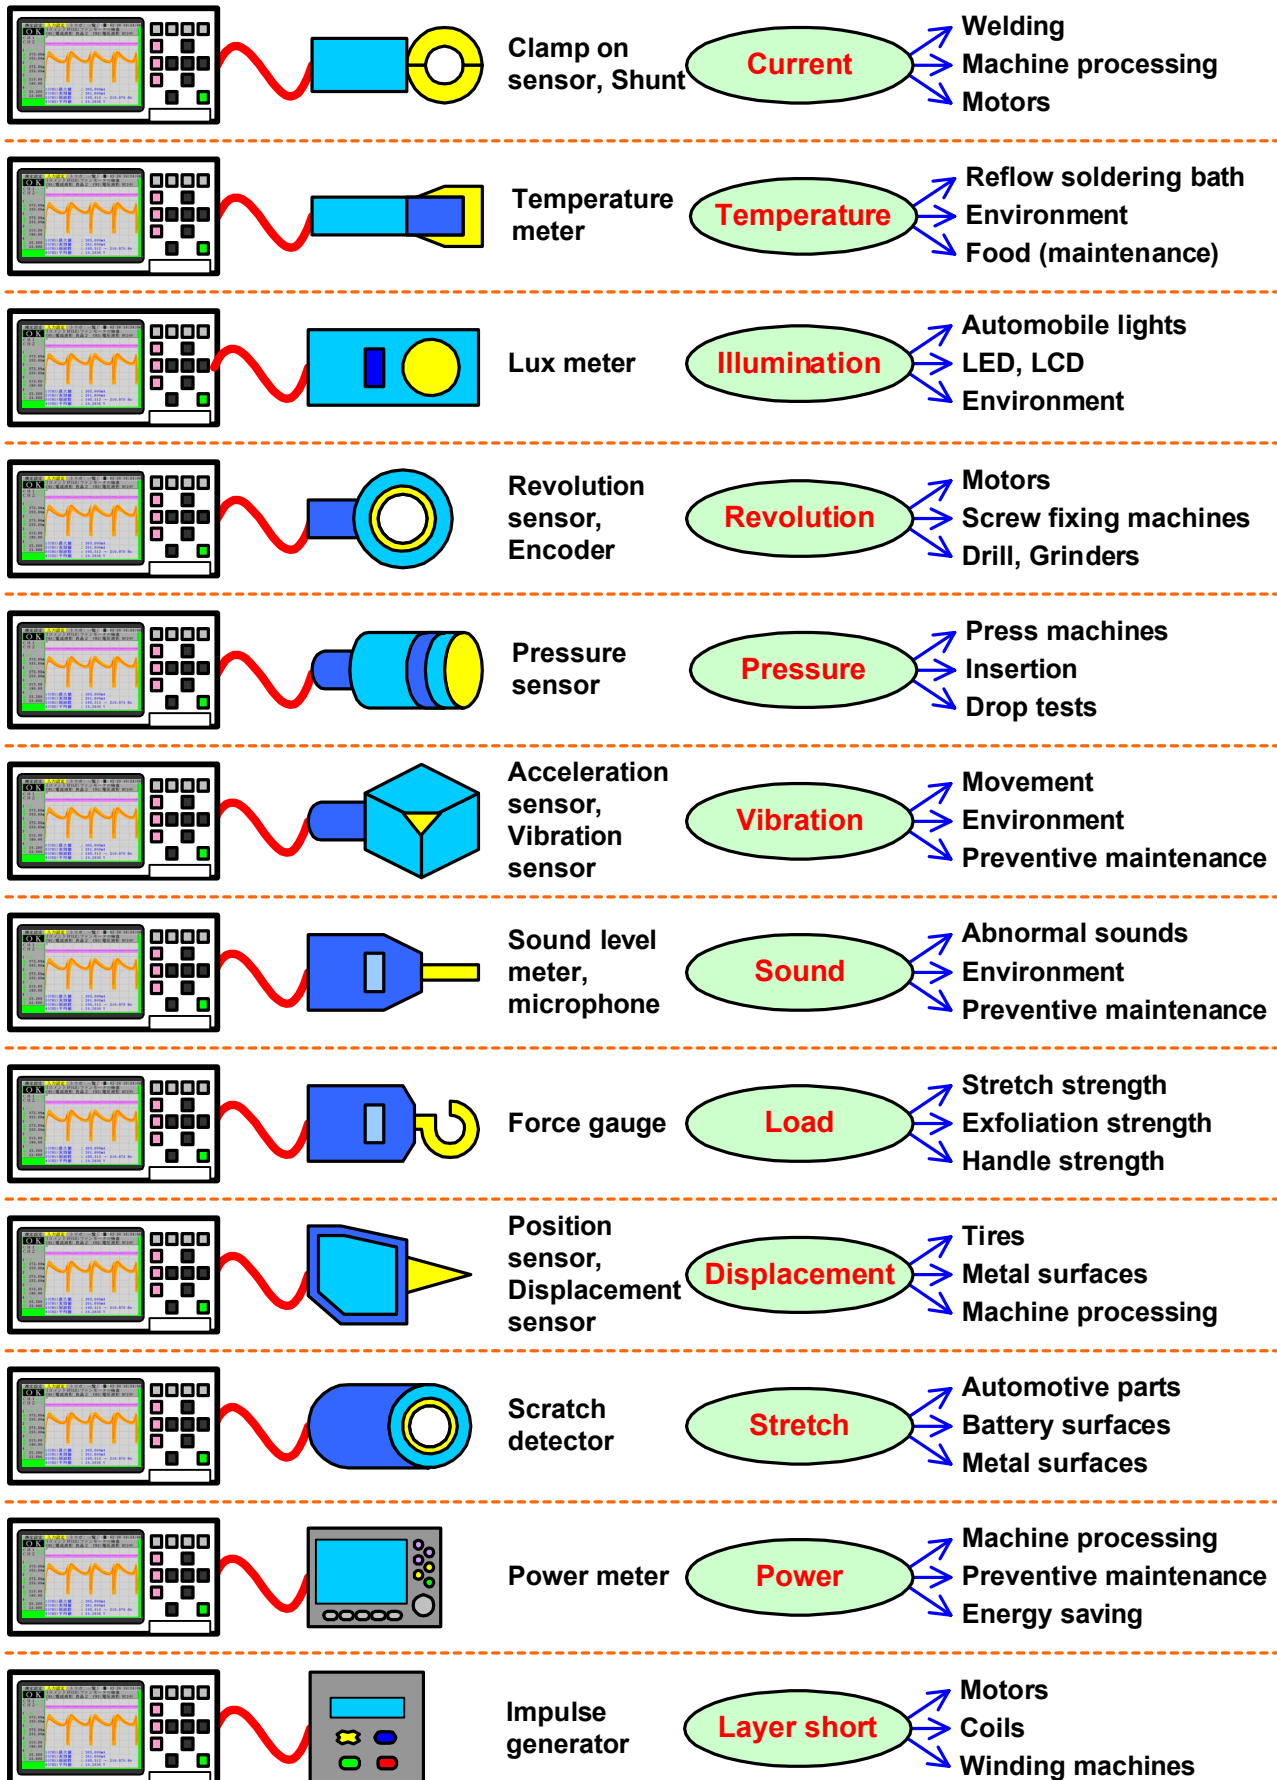 Clamp on
sensor, Shunt
Current
Welding
Machine processing
Motors
Temperature
meter
Temperature
Reflow soldering bath
Environment
Food (maintenance)
Lux meter
Illumination
Automobile lights
LED, LCD
Environment
Revolution
sensor,
Encoder
Revolution
Motors
Screw fixing machines
Drill, Grinders
Pressure
sensor
Pressure
Press machines
Insertion
Drop tests
Acceleration
sensor,
Vibration
sensor
Vibration
Movement
Environment
Preventive maintenance
Sound level
meter,
microphone
Sound
Abnormal sounds
Environment
Preventive maintenance
Force gauge
Load
Stretch strength
Exfoliation strength
Handle strength
Position
sensor,
Displacement
sensor
Displacement
Tires
Metal surfaces
Machine processing
Scratch
detector
Stretch
Automotive parts
Battery surfaces
Metal surfaces
Power meter
Power
Machine processing
Preventive maintenance
Energy saving
Impulse
generator
Layer short
Motors
Coils
Winding machines